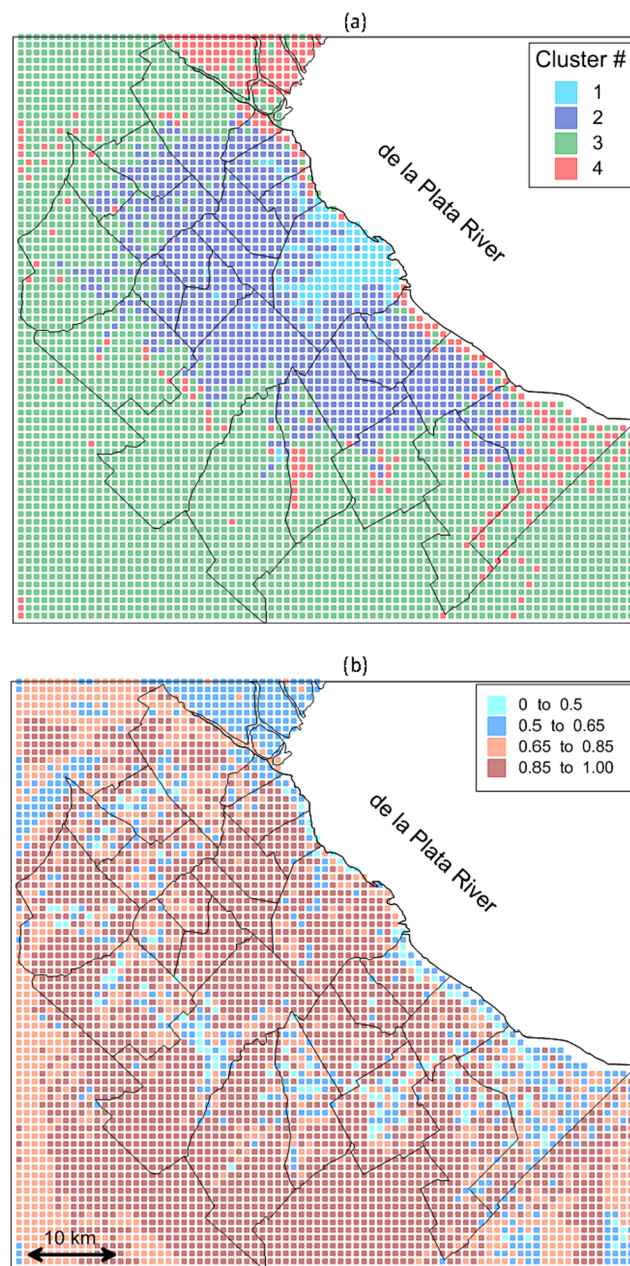 (a)
Cluster #
1
2
3
4
de la Plata River
(b)
0 to 0.5
0.5 to 0.65
0.65 to 0.85
0.85 to 1.00
de la Plata River
10 km